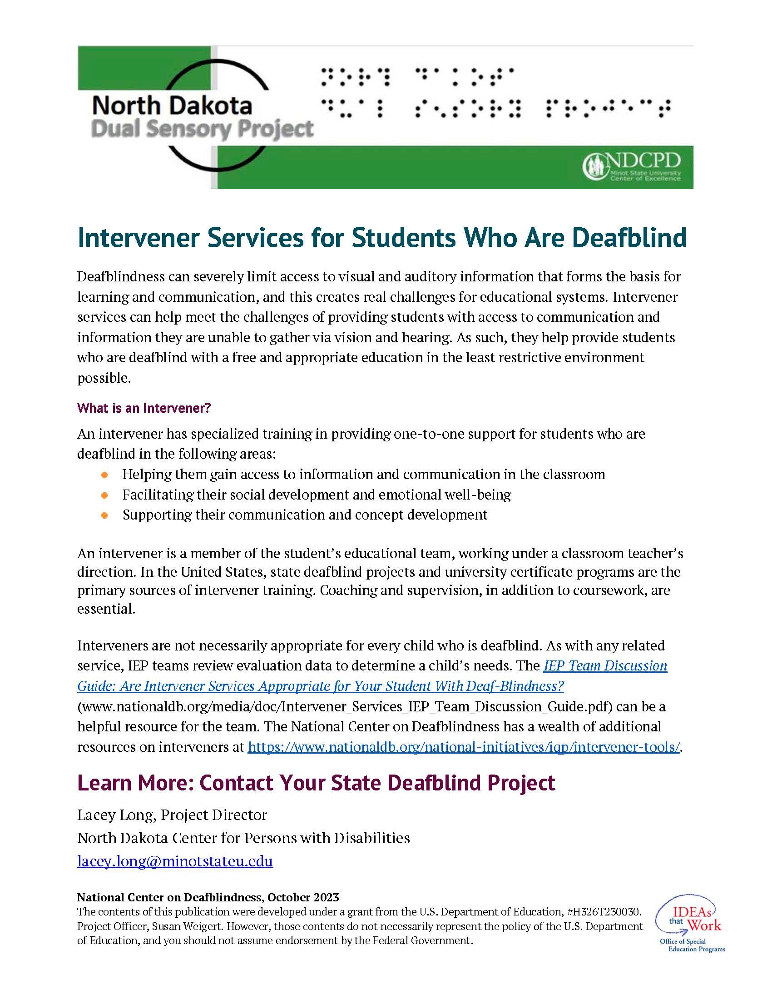 ⠝⠕⠗⠹ ⠙⠁⠅⠕⠞⠁
⠙⠥⠁⠇ ⠎⠢⠎⠕⠗⠽ ⠏⠗⠕⠚⠑⠉⠞
North Dakota
Dual Sensory Project
NDCPD
Minot State University
Center of Excellence
Intervener Services for Students Who Are Deafblind
Deafblindness can severely limit access to visual and auditory information that forms the basis for
learning and communication, and this creates real challenges for educational systems. Intervener
services can help meet the challenges of providing students with access to communication and
information they are unable to gather via vision and hearing. As such, they help provide students
who are deafblind with a free and appropriate education in the least restrictive environment
possible.
What is an Intervener?
An intervener has specialized training in providing one-to-one support for students who are
deafblind in the following areas:
● Helping them gain access to information and communication in the classroom
● Facilitating their social development and emotional well-being
● Supporting their communication and concept development
An intervener is a member of the student’s educational team, working under a classroom teacher’s
direction. In the United States, state deafblind projects and university certificate programs are the
primary sources of intervener training. Coaching and supervision, in addition to coursework, are
essential.
Interveners are not necessarily appropriate for every child who is deafblind. As with any related
service, IEP teams review evaluation data to determine a child’s needs. The IEP Team Discussion
Guide: Are Intervener Services Appropriate for Your Student With Deaf-Blindness?
(www.nationaldb.org/media/doc/Intervener_Services_IEP_Team_Discussion_Guide.pdf) can be a
helpful resource for the team. The National Center on Deafblindness has a wealth of additional
resources on interveners at https://www.nationaldb.org/national-initiatives/iqp/intervener-tools/.
Learn More: Contact Your State Deafblind Project
Lacey Long, Project Director
North Dakota Center for Persons with Disabilities
lacey.long@minotstateu.edu
National Center on Deafblindness, October 2023
The contents of this publication were developed under a grant from the U.S. Department of Education, #H326T230030.
Project Officer, Susan Weigert. However, those contents do not necessarily represent the policy of the U.S. Department
of Education, and you should not assume endorsement by the Federal Government.
IDEAs
that Work
Office of Special
Education Programs